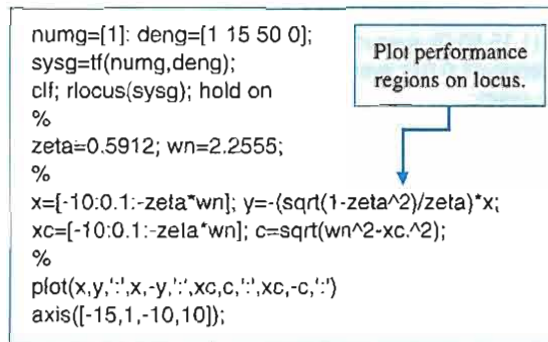 numg=[1]: deng=[1 15 50 0];
sysg=tf(numg,deng);
clf; rlocus(sysg); hold on
%
zeta=0.5912; wn=2.2555;
%
x=[-10:0.1:-zeta*wn]; y=-(sqrt(1-zeta^2)/zeta)*x;
xc=[-10:0.1:-zeta*wn]; c=sqrt(wn^2-xc.^2);
%
plot(x,y,':',x,-y,':',xc,c,':',xc,-c,':')
axis([-15,1,-10,10]);
Plot performance
regions on locus.